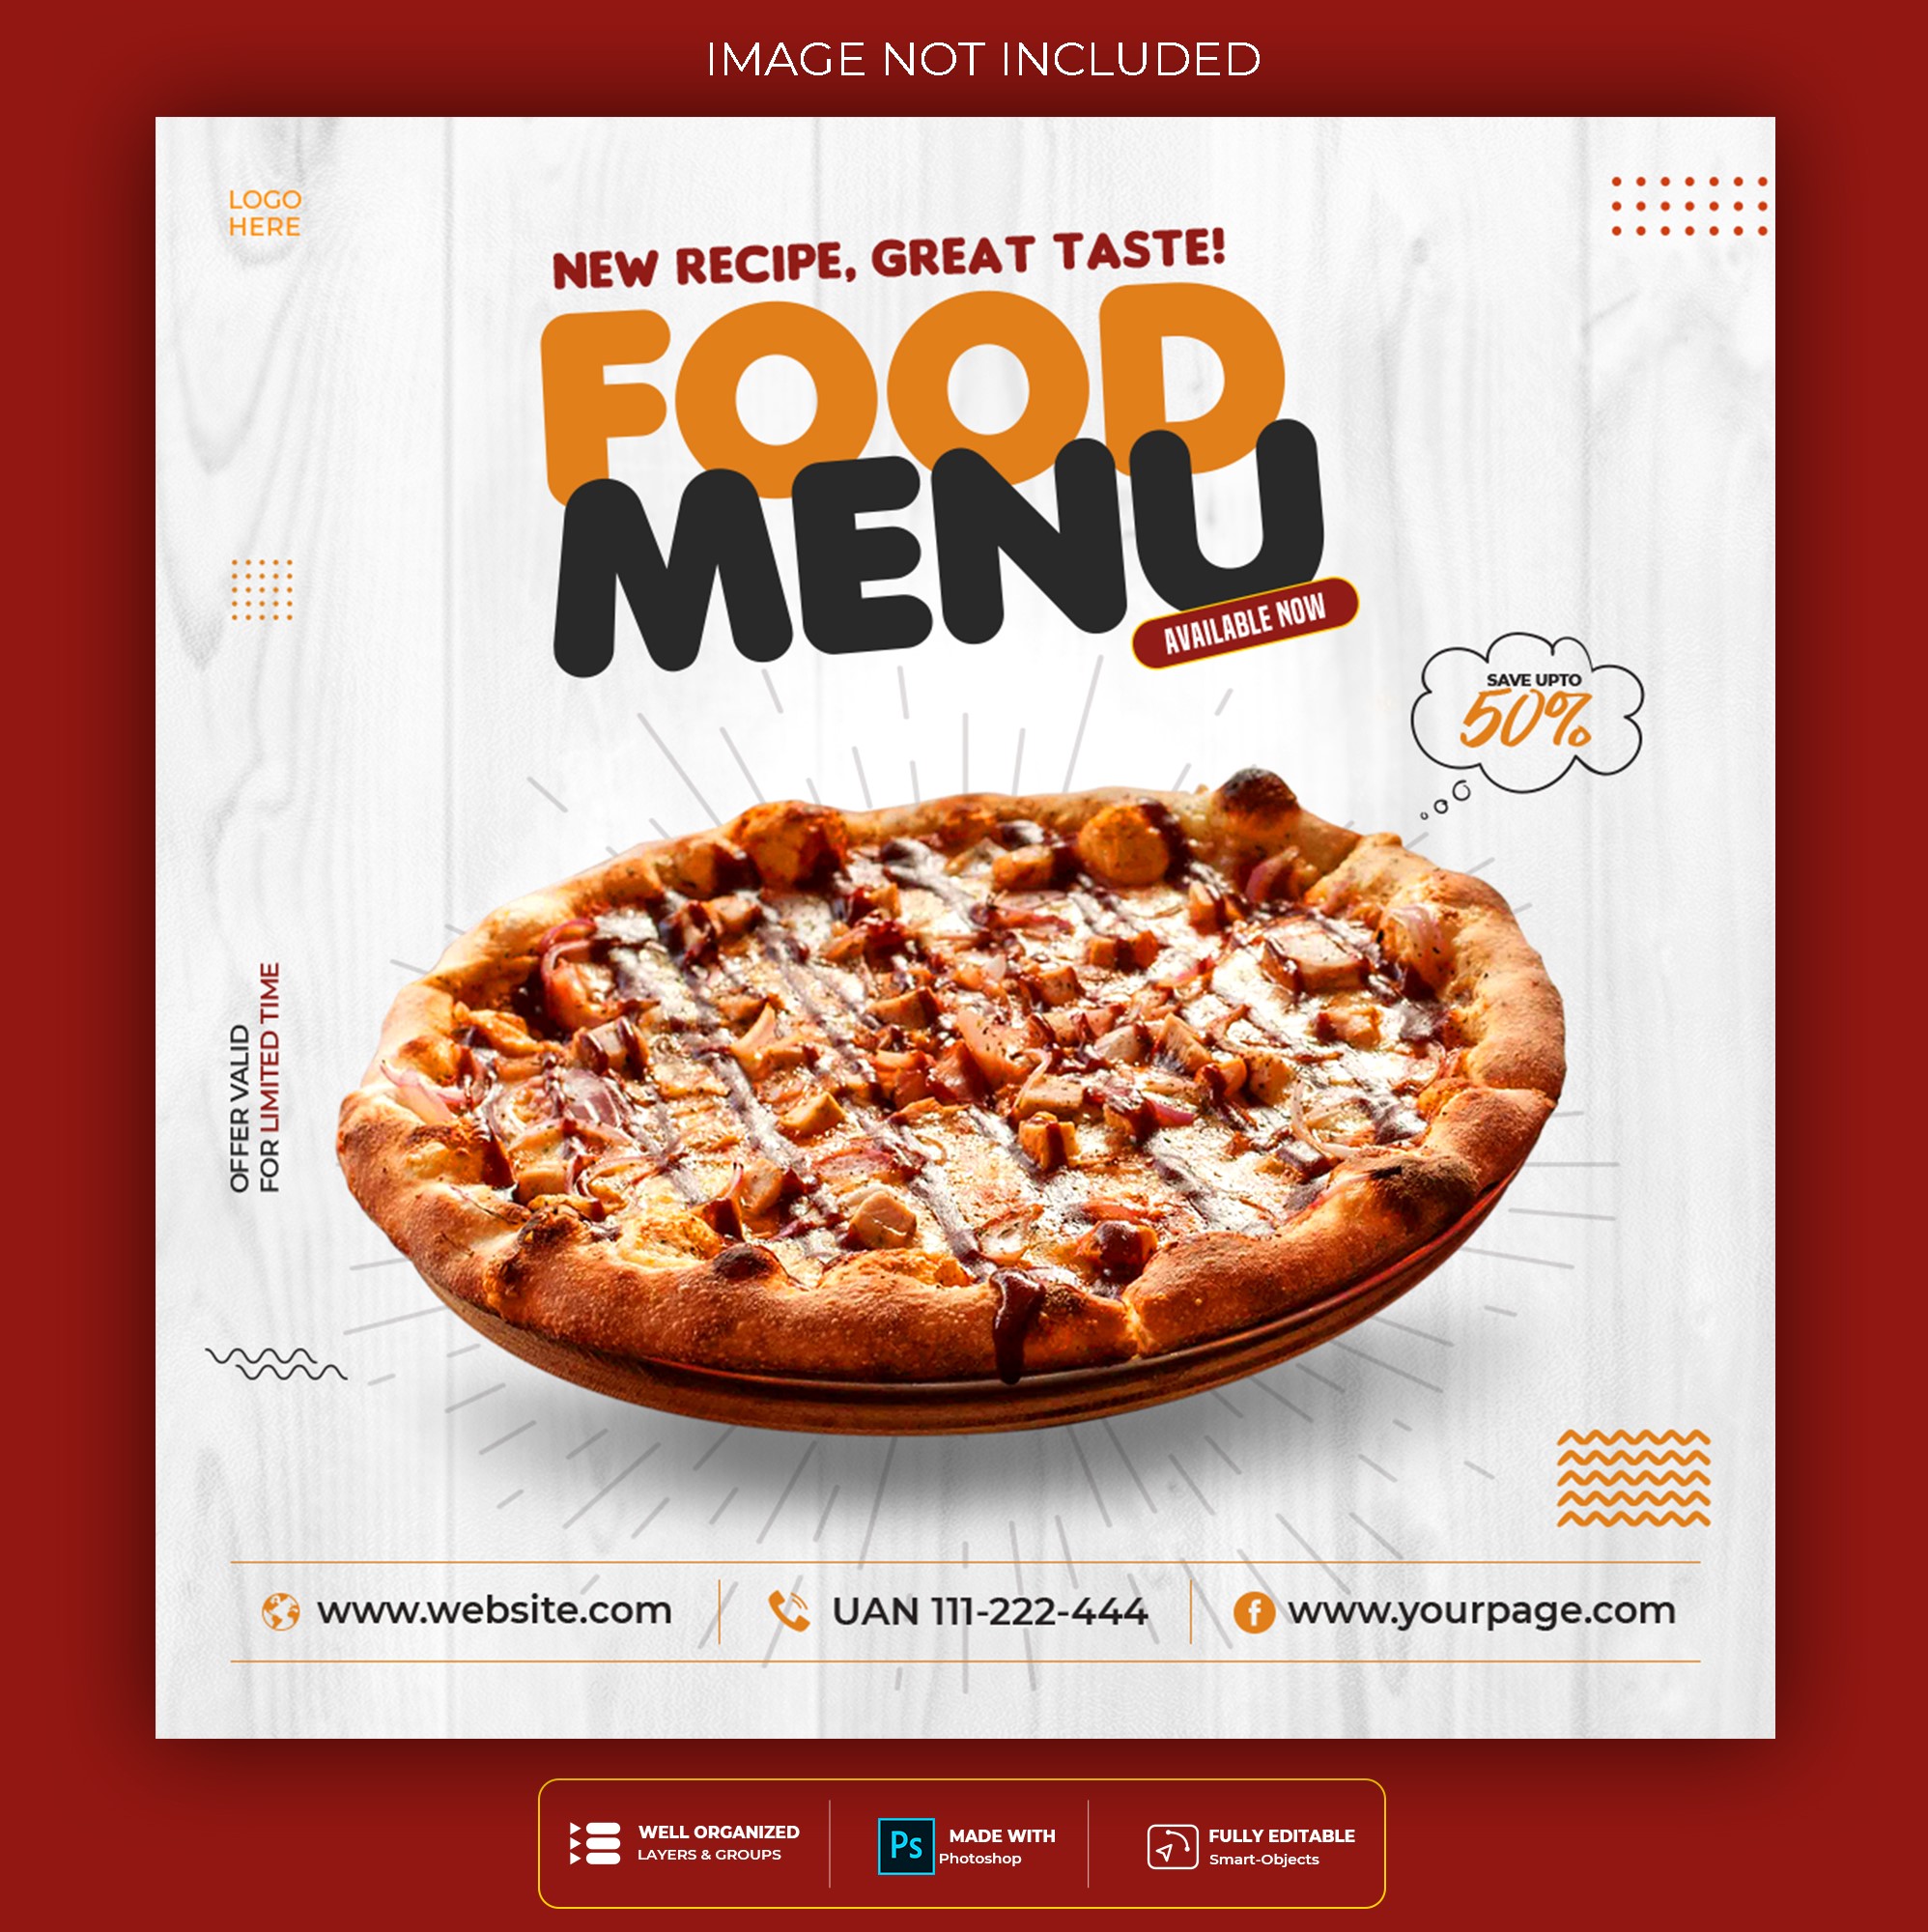 IMAGE NOT INCLUDED
LOGO
HERE
NEW RECIPE, GREAT TASTE!
FOOD
MENU
AVAILABLE NOW
SAVE UPTO
50%
OFFER VALID
FOR LIMITED TIME
www.website.com
UAN 111-222-444
f
www.yourpage.com
WELL ORGANIZED
LAYERS & GROUPS
Ps
MADE WITH
Photoshop
FULLY EDITABLE
Smart-Objects